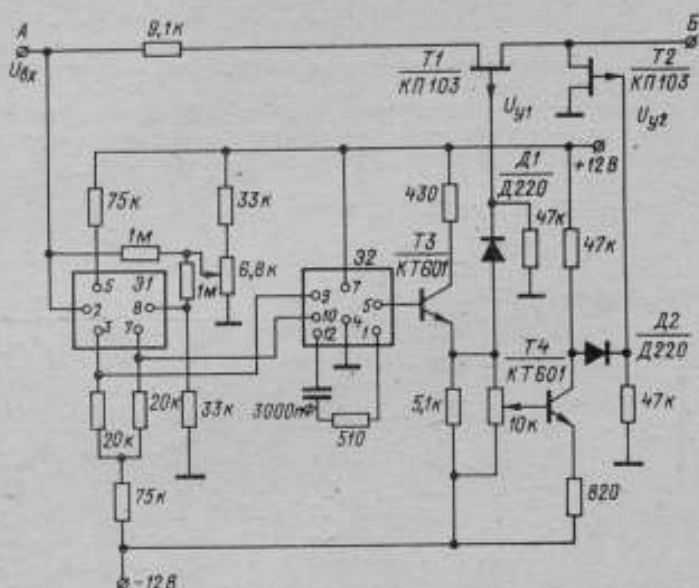 А
Uвх
9,1к
Т1
КП103
Uу1
Б
Т2
КП103
Uу2
+12В
75к
33к
430
Д1
Д220
47к
47к
1м
1м
6,8к
Э1
5
2
8
3
7
Э2
7
9
10
4
5
12
1
Т3
КТ601
Т4
КТ601
Д2
Д220
20к
20к
33к
3000пФ
510
5,1к
10к
47к
820
75к
-12В